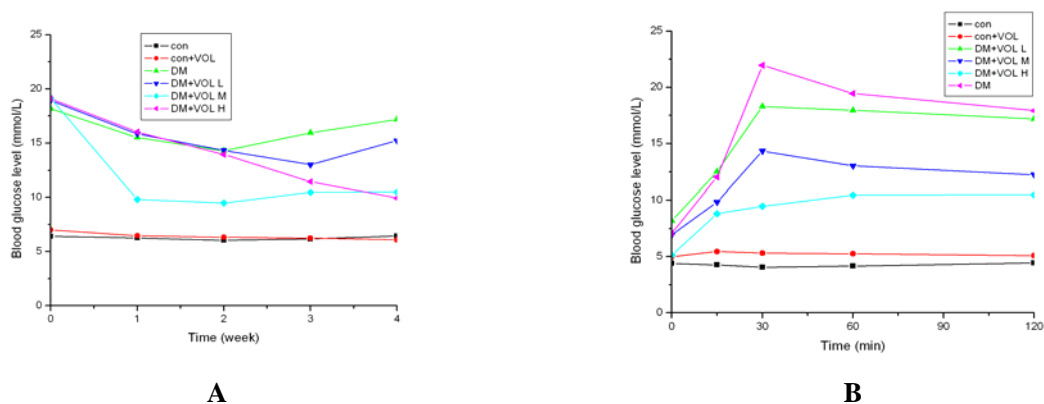 25
20
15
10
5
0
Blood glucose level (mmol/L)
con
con+VOL
DM
DM+VOL L
DM+VOL M
DM+VOL H
0 1 2 3 4
Time (week)
A
25
20
15
10
5
0
Blood glucose level (mmol/L)
con
con+VOL
DM+VOL L
DM+VOL M
DM+VOL H
DM
0 30 60 90 120
Time (min)
B